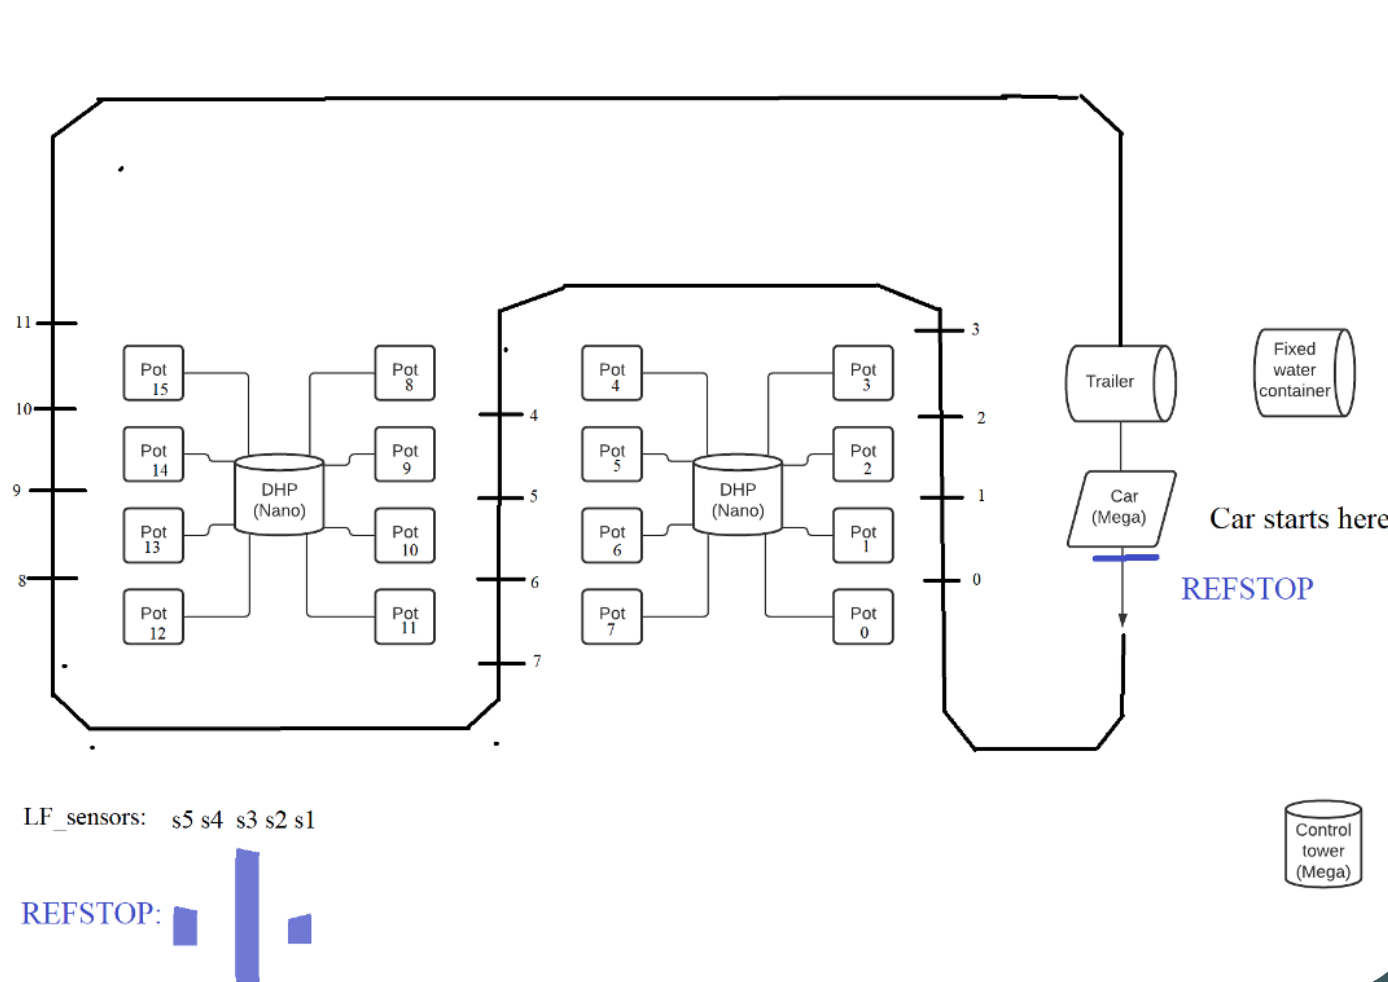 11
10
9
8
Pot
15
Pot
14
Pot
13
Pot
12
DHP
(Nano)
Pot
8
Pot
9
Pot
10
Pot
11
4
5
6
7
Pot
4
Pot
5
Pot
6
Pot
7
DHP
(Nano)
Pot
3
Pot
2
Pot
1
Pot
0
3
2
1
0
Trailer
Car
(Mega)
Fixed
water
container
Car starts here
REFSTOP
LF_sensors: s5 s4 s3 s2 s1
REFSTOP:
Control
tower
(Mega)